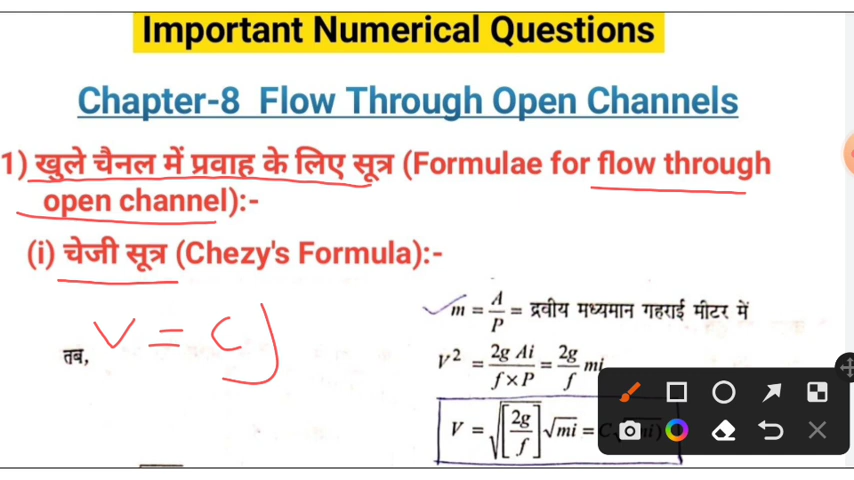 Important Numerical Questions
Chapter-8 Flow Through Open Channels
1) खुले चैनल में प्रवाह के लिए सूत्र (Formulae for flow through
open channel):-
(i) चेजी सूत्र (Chezy's Formula):-
m = A/P = द्रवीय मध्यमान गहराई मीटर में
V = C
तब,
V² = 2g Ai / f×P = 2g/f mi
V = √[2g/f] √mi = C